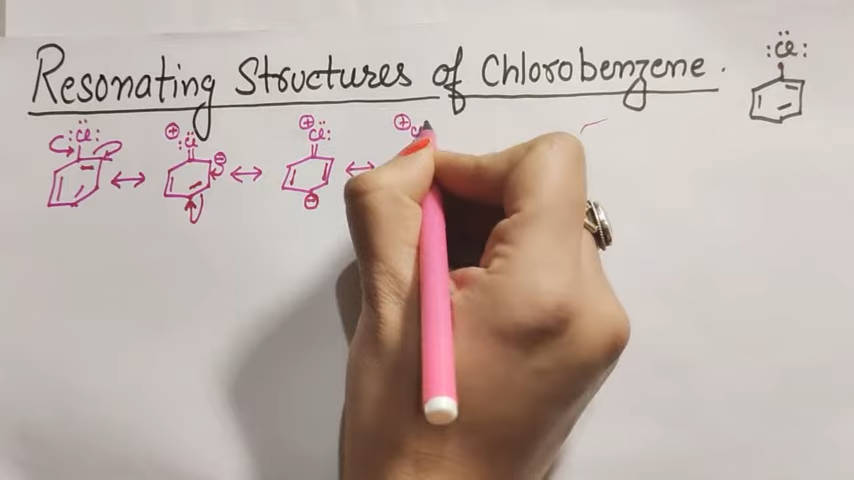 Resonating Structures of Chlorobenzene.
:C̈l:
:C̈l:
⊕ :C̈l ⊖
⊕ C̈l: ⊖
⊕ C